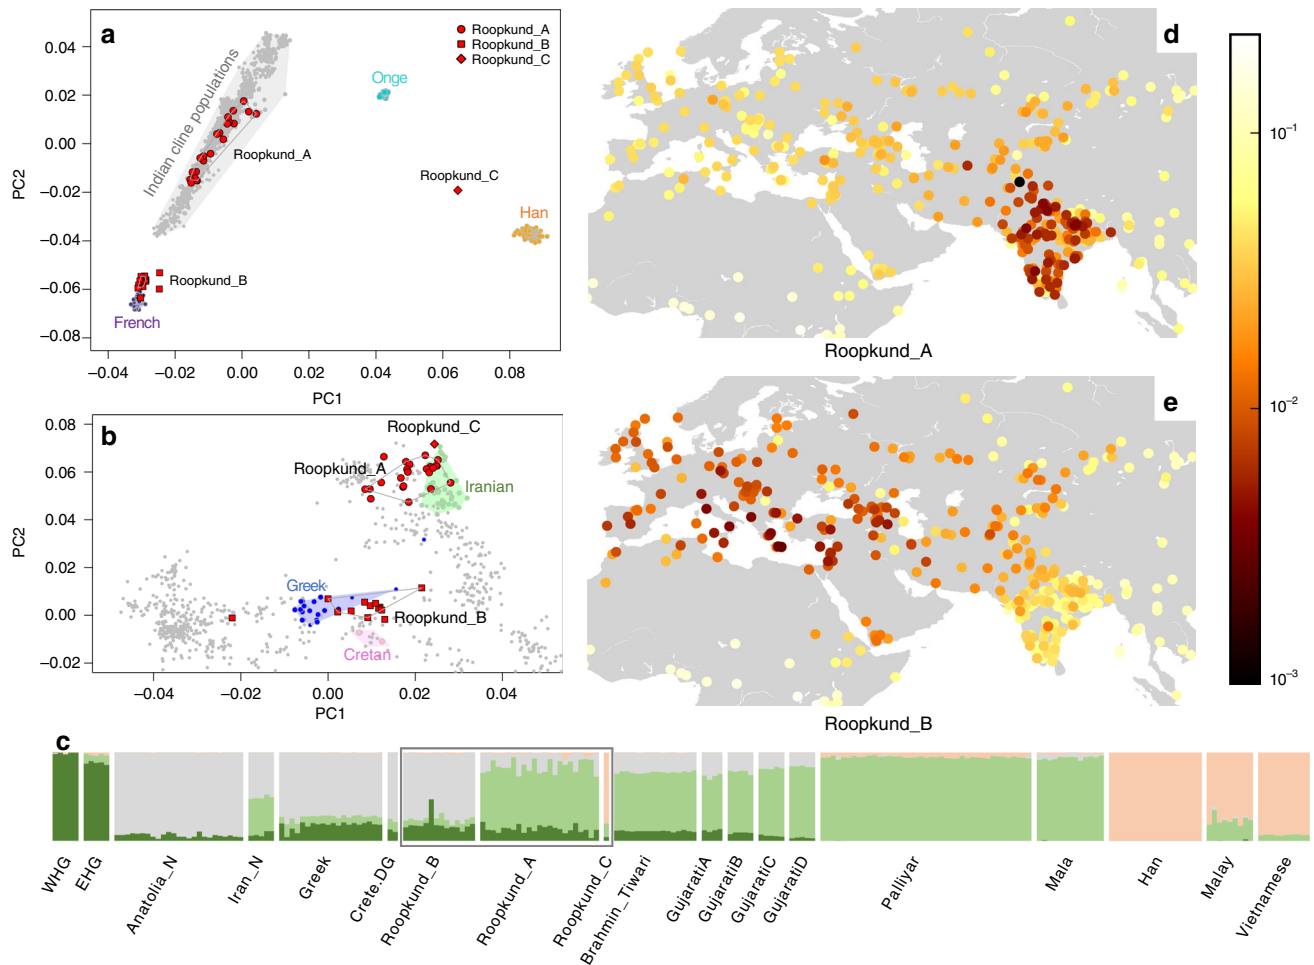 a
Roopkund_A
Roopkund_B
Roopkund_C
0.04
0.02
0.00
−0.02
−0.04
−0.06
−0.08
PC2
Indian cline populations
Onge
Roopkund_A
Roopkund_C
Han
Roopkund_B
French
−0.04
−0.02
0.00
0.02
0.04
0.06
0.08
PC1
b
0.08
0.06
0.04
0.02
0.00
−0.02
PC2
Roopkund_C
Roopkund_A
Iranian
Greek
Roopkund_B
Cretan
−0.04
−0.02
0.00
0.02
0.04
PC1
d
Roopkund_A
e
Roopkund_B
10−1
10−2
10−3
c
WHG
EHG
Anatolia_N
Iran_N
Greek
Crete.DG
Roopkund_B
Roopkund_A
Roopkund_C
Brahmin_Tiwari
GujaratiA
GujaratiB
GujaratiC
GujaratiD
Palliyar
Mala
Han
Malay
Vietnamese